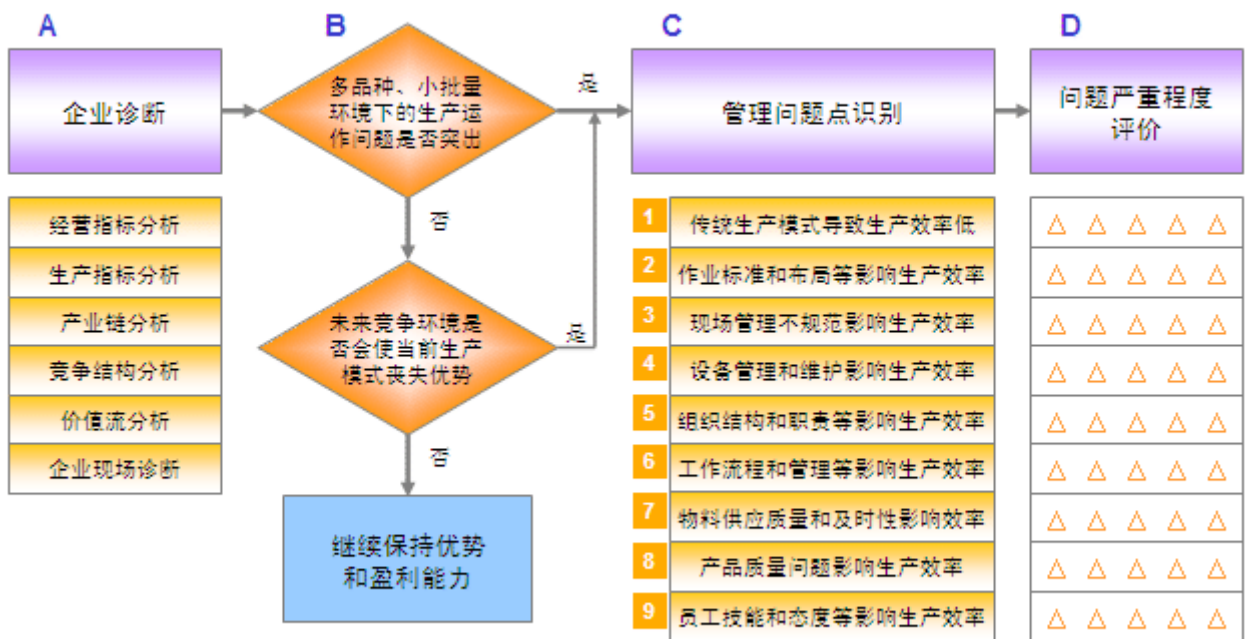 A
B
C
D
企业诊断
多品种、小批量
环境下的生产运
作问题是否突出
是
管理问题点识别
问题严重程度
评价
否
经营指标分析
生产指标分析
产业链分析
竞争结构分析
价值流分析
企业现场诊断
未来竞争环境是
否会使当前生产
模式丧失优势
是
否
继续保持优势
和盈利能力
1 传统生产模式导致生产效率低
2 作业标准和布局等影响生产效率
3 现场管理不规范影响生产效率
4 设备管理和维护影响生产效率
5 组织结构和职责等影响生产效率
6 工作流程和管理等影响生产效率
7 物料供应质量和及时性影响效率
8 产品质量问题影响生产效率
9 员工技能和态度等影响生产效率